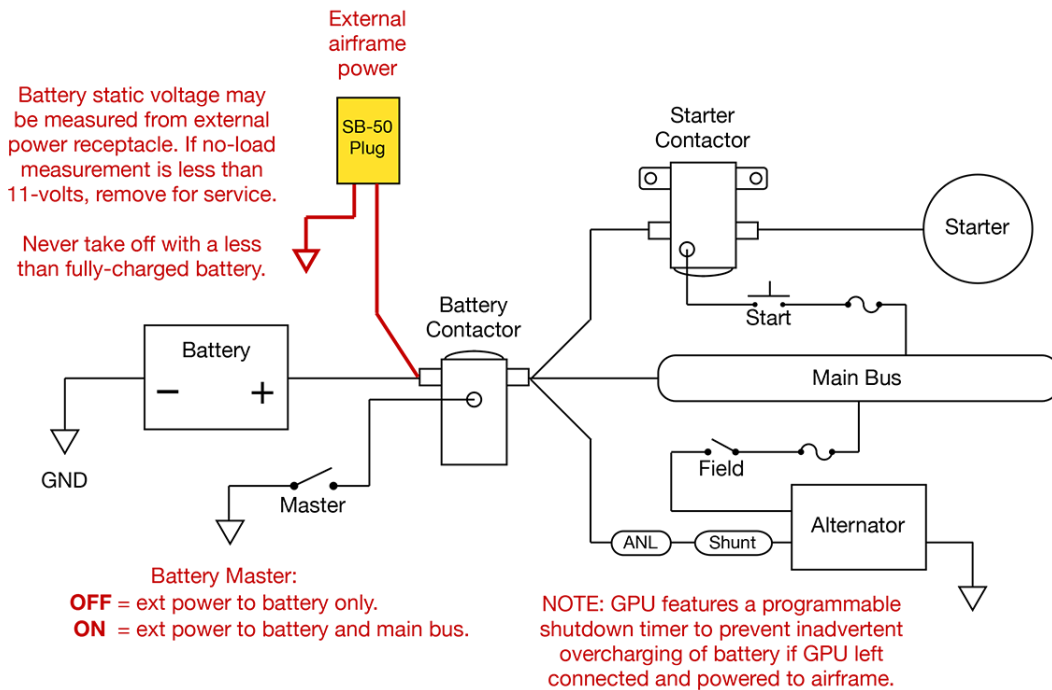 External
airframe
power
Battery static voltage may
be measured from external
power receptacle. If no-load
measurement is less than
11-volts, remove for service.
Never take off with a less
than fully-charged battery.
SB-50
Plug
Starter
Contactor
Starter
Start
Battery
Contactor
Battery
− +
GND
Main Bus
Master
Field
Alternator
ANL
Shunt
Battery Master:
OFF = ext power to battery only.
ON = ext power to battery and main bus.
NOTE: GPU features a programmable
shutdown timer to prevent inadvertent
overcharging of battery if GPU left
connected and powered to airframe.